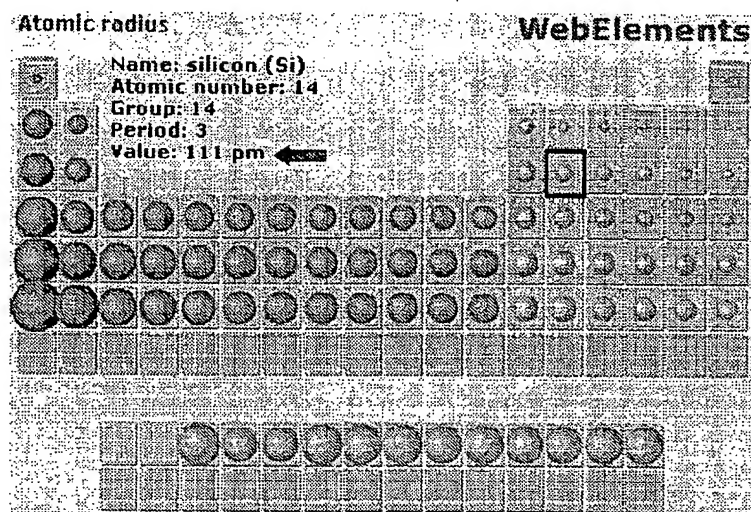 Atomic radius
WebElements
Name: silicon (Si)
Atomic number: 14
Group: 14
Period: 3
Value: 111 pm